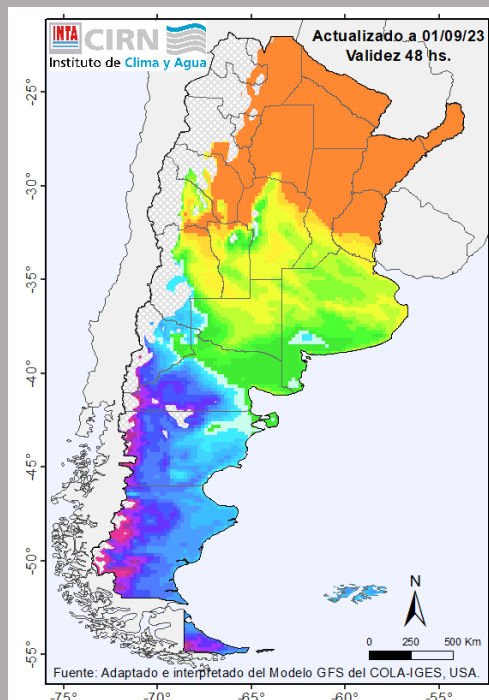 INTA CIRN
Instituto de Clima y Agua
Actualizado a 01/09/23
Validez 48 hs.
-25°
-30°
-35°
-40°
-45°
-50°
-55°
N
0 250 500 Km
Fuente: Adaptado e interpretado del Modelo GFS del COLA-IGES, USA.
-75° -70° -65° -60° -55°